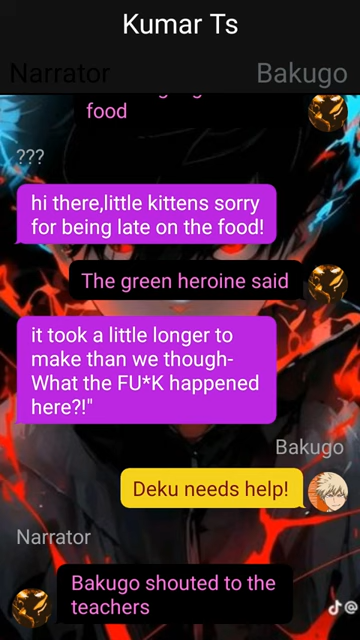 Kumar Ts
Narrator
Bakugo
food
???
hi there,little kittens sorry
for being late on the food!
The green heroine said
it took a little longer to
make than we though-
What the FU*K happened
here?!"
Bakugo
Deku needs help!
Narrator
Bakugo shouted to the
teachers
@